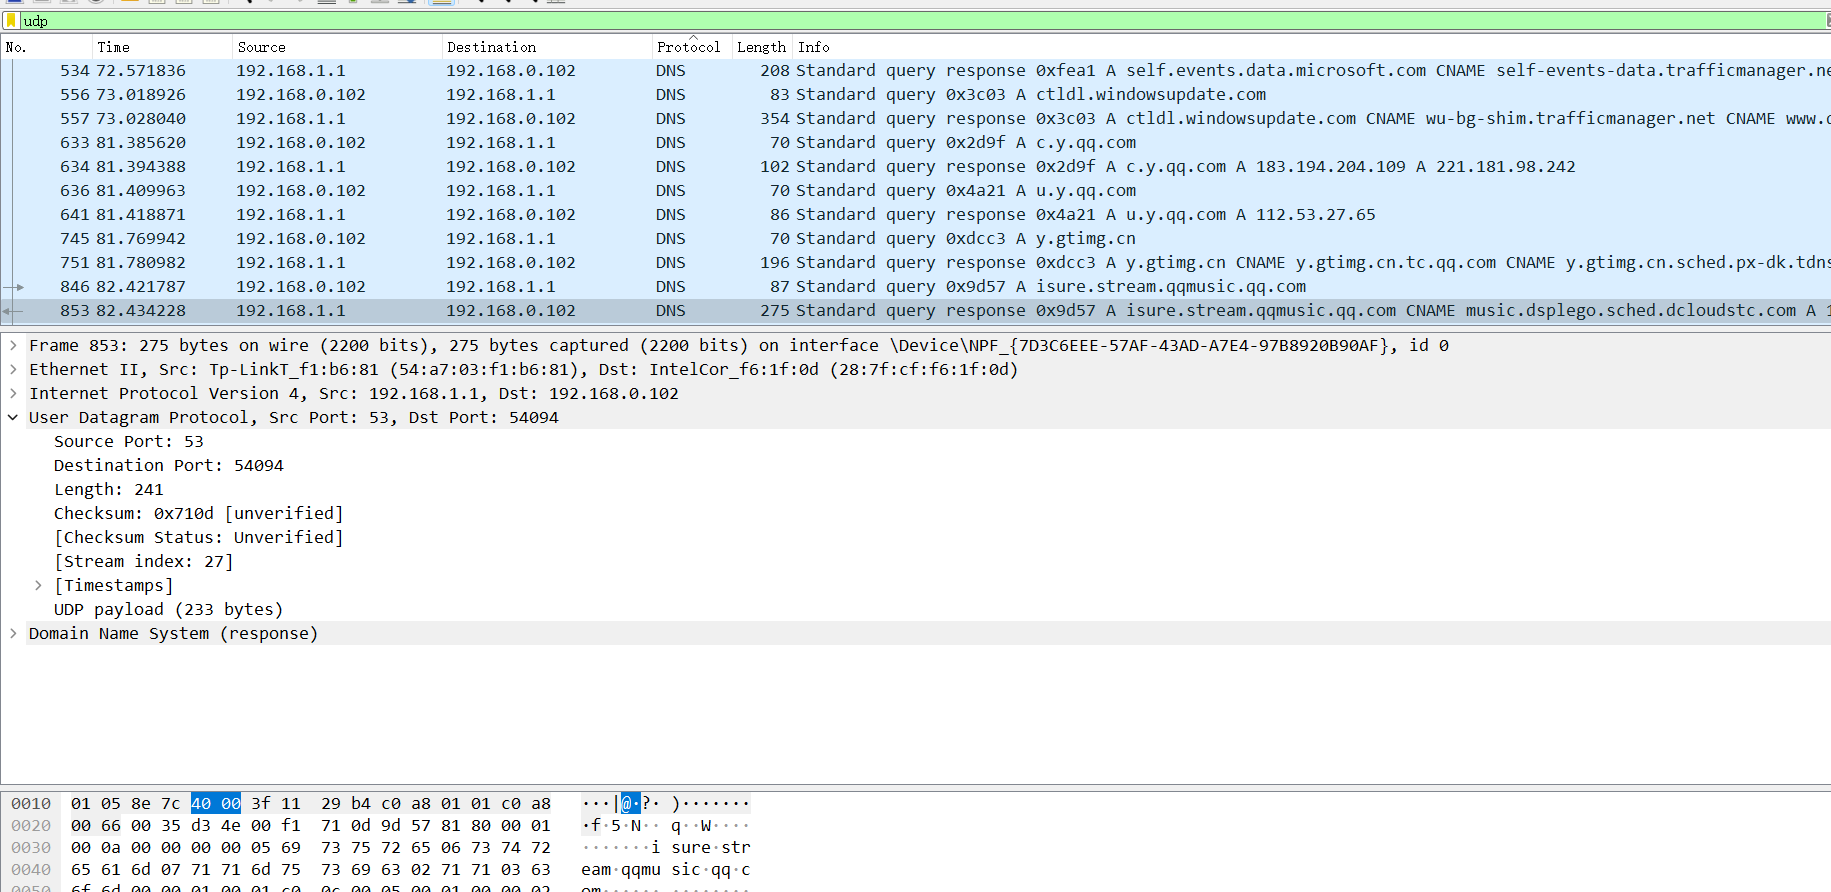 udp
No. Time Source Destination Protocol Length Info
534 72.571836 192.168.1.1 192.168.0.102 DNS 208 Standard query response 0xfea1 A self.events.data.microsoft.com CNAME self-events-data.trafficmanager.ne
556 73.018926 192.168.0.102 192.168.1.1 DNS 83 Standard query 0x3c03 A ctldl.windowsupdate.com
557 73.028040 192.168.1.1 192.168.0.102 DNS 354 Standard query response 0x3c03 A ctldl.windowsupdate.com CNAME wu-bg-shim.trafficmanager.net CNAME www.d
633 81.385620 192.168.0.102 192.168.1.1 DNS 70 Standard query 0x2d9f A c.y.qq.com
634 81.394388 192.168.1.1 192.168.0.102 DNS 102 Standard query response 0x2d9f A c.y.qq.com A 183.194.204.109 A 221.181.98.242
636 81.409963 192.168.0.102 192.168.1.1 DNS 70 Standard query 0x4a21 A u.y.qq.com
641 81.418871 192.168.1.1 192.168.0.102 DNS 86 Standard query response 0x4a21 A u.y.qq.com A 112.53.27.65
745 81.769942 192.168.0.102 192.168.1.1 DNS 70 Standard query 0xdcc3 A y.gtimg.cn
751 81.780982 192.168.1.1 192.168.0.102 DNS 196 Standard query response 0xdcc3 A y.gtimg.cn CNAME y.gtimg.cn.tc.qq.com CNAME y.gtimg.cn.sched.px-dk.tdns
846 82.421787 192.168.0.102 192.168.1.1 DNS 87 Standard query 0x9d57 A isure.stream.qqmusic.qq.com
853 82.434228 192.168.1.1 192.168.0.102 DNS 275 Standard query response 0x9d57 A isure.stream.qqmusic.qq.com CNAME music.dsplego.sched.dcloudstc.com A 1
Frame 853: 275 bytes on wire (2200 bits), 275 bytes captured (2200 bits) on interface \Device\NPF_{7D3C6EEE-57AF-43AD-A7E4-97B8920B90AF}, id 0
Ethernet II, Src: Tp-LinkT_f1:b6:81 (54:a7:03:f1:b6:81), Dst: IntelCor_f6:1f:0d (28:7f:cf:f6:1f:0d)
Internet Protocol Version 4, Src: 192.168.1.1, Dst: 192.168.0.102
User Datagram Protocol, Src Port: 53, Dst Port: 54094
Source Port: 53
Destination Port: 54094
Length: 241
Checksum: 0x710d [unverified]
[Checksum Status: Unverified]
[Stream index: 27]
[Timestamps]
UDP payload (233 bytes)
Domain Name System (response)
0010 01 05 8e 7c 40 00 3f 11 29 b4 c0 a8 01 01 c0 a8 ···|@·?· )·······
0020 00 66 00 35 d3 4e 00 f1 71 0d 9d 57 81 80 00 01 ·f·5·N·· q··W····
0030 00 0a 00 00 00 00 05 69 73 75 72 65 06 73 74 72 ·······i sure·str
0040 65 61 6d 07 71 71 6d 75 73 69 63 02 71 71 03 63 eam·qqmu sic·qq·c
0050 6f 6d 00 00 01 00 01 c0 0c 00 05 00 01 00 00 02 om······ ········